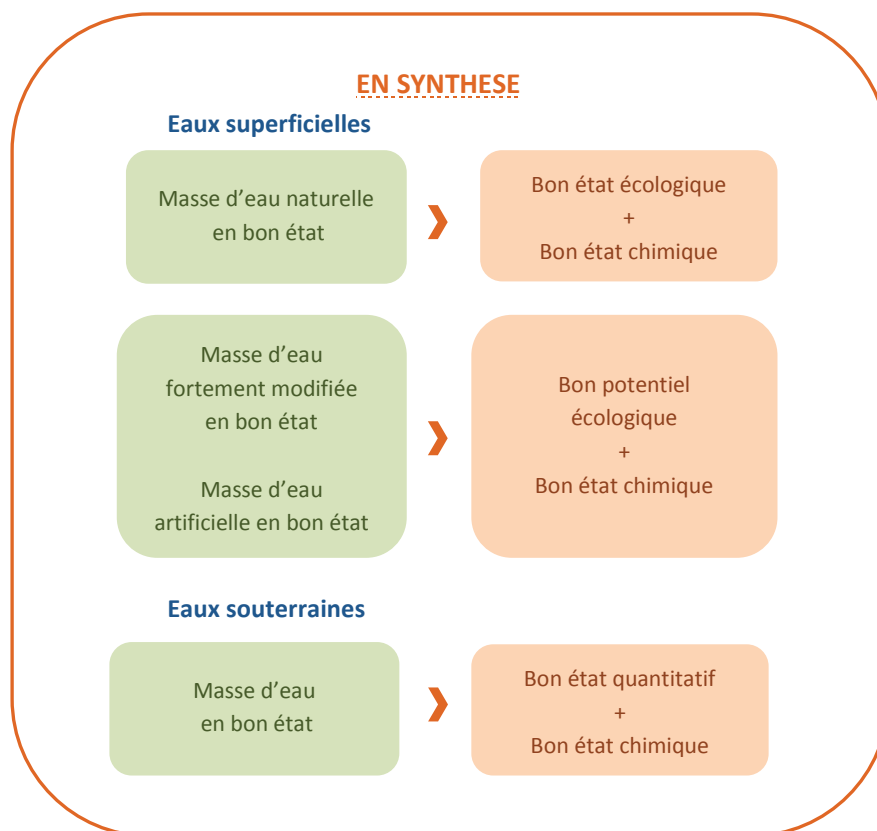 EN SYNTHESE
Eaux superficielles
Masse d’eau naturelle
en bon état
Bon état écologique
+
Bon état chimique
Masse d’eau
fortement modifiée
en bon état
Masse d’eau
artificielle en bon état
Bon potentiel
écologique
+
Bon état chimique
Eaux souterraines
Masse d’eau
en bon état
Bon état quantitatif
+
Bon état chimique